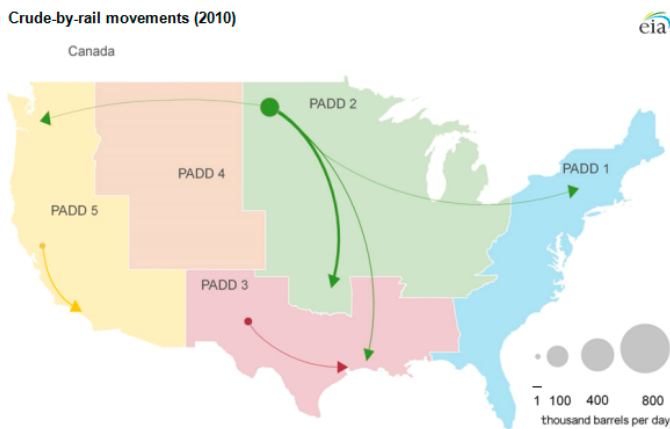 Crude-by-rail movements (2010)
eia
Canada
PADD 2
PADD 1
PADD 4
PADD 5
PADD 3
1 100 400 800
thousand barrels per day